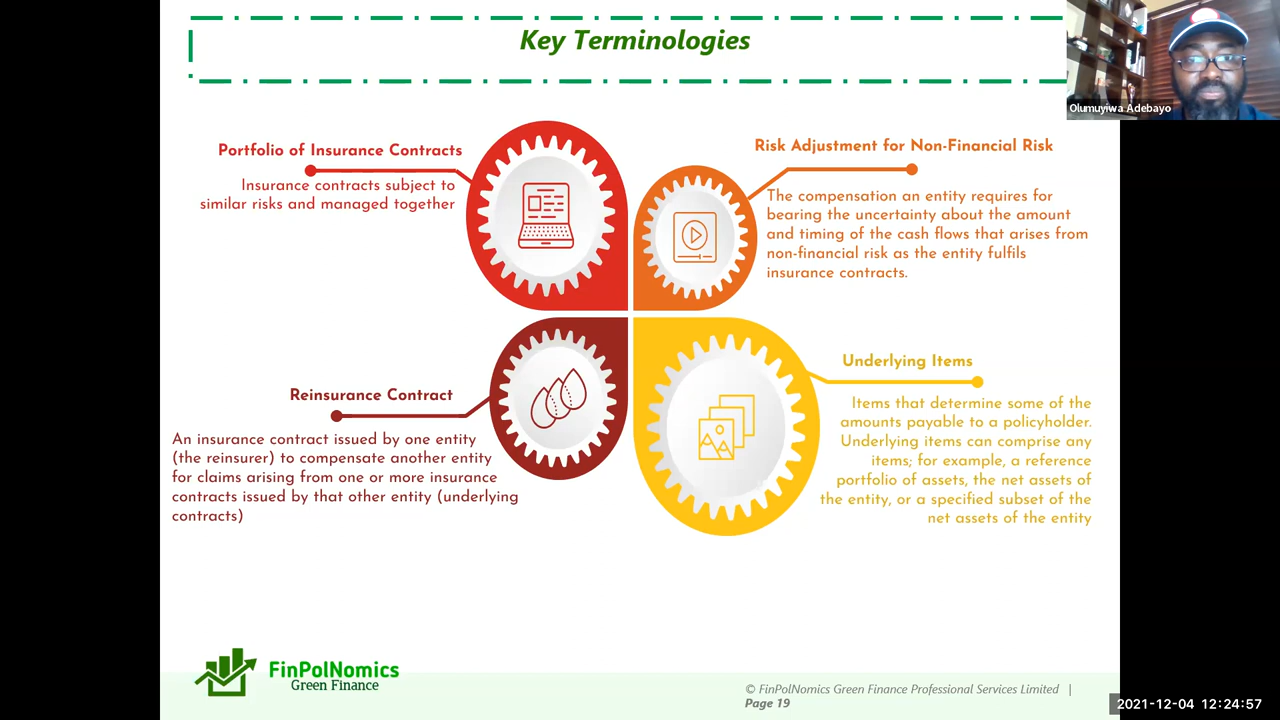 Key Terminologies
Olumuyiwa Adebayo
Portfolio of Insurance Contracts
Insurance contracts subject to
similar risks and managed together
Risk Adjustment for Non-Financial Risk
The compensation an entity requires for
bearing the uncertainty about the amount
and timing of the cash flows that arises from
non-financial risk as the entity fulfils
insurance contracts.
Reinsurance Contract
An insurance contract issued by one entity
(the reinsurer) to compensate another entity
for claims arising from one or more insurance
contracts issued by that other entity (underlying
contracts)
Underlying Items
Items that determine some of the
amounts payable to a policyholder.
Underlying items can comprise any
items; for example, a reference
portfolio of assets, the net assets of
the entity, or a specified subset of the
net assets of the entity
FinPolNomics
Green Finance
© FinPolNomics Green Finance Professional Services Limited |
Page 19
2021-12-04 12:24:57